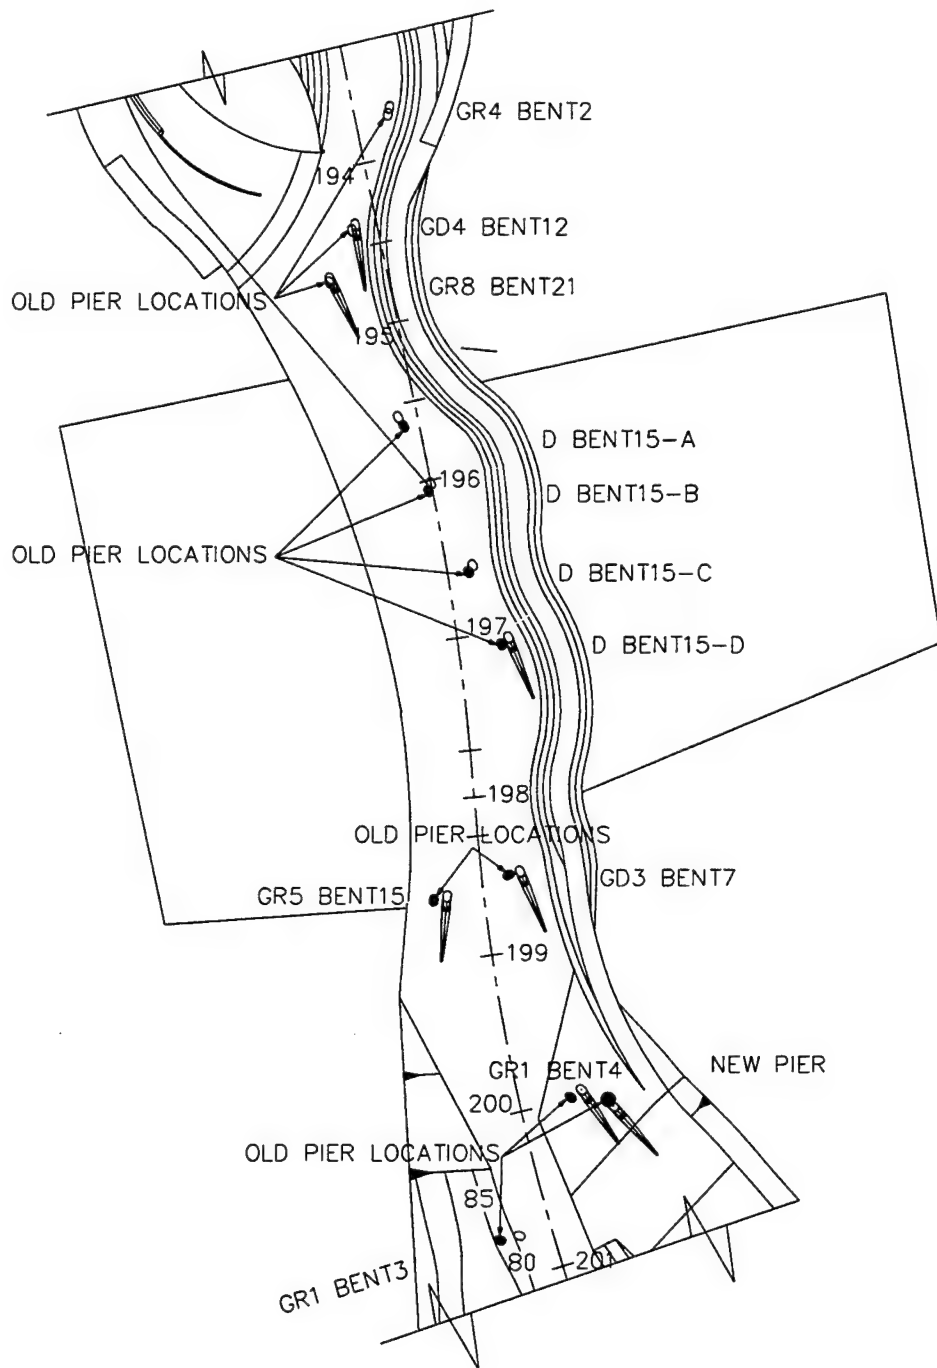 GR4 BENT2
194
GD4 BENT12
GR8 BENT21
OLD PIER LOCATIONS
195
D BENT15-A
196
D BENT15-B
OLD PIER LOCATIONS
D BENT15-C
197
D BENT15-D
198
OLD PIER LOCATIONS
GD3 BENT7
GR5 BENT15
199
GR1 BENT4
NEW PIER
200
OLD PIER LOCATIONS
85
80
201
GR1 BENT3